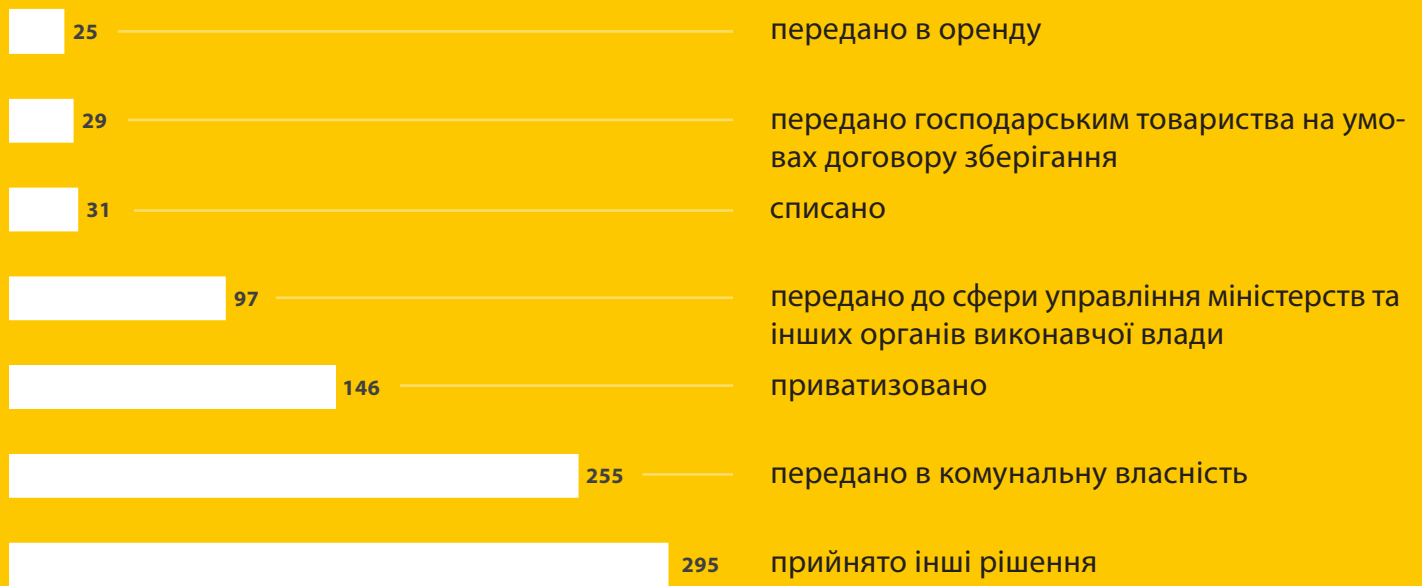 25 передано в оренду
29 передано господарським товариства на умо-
вах договору зберігання
31 списано
97 передано до сфери управління міністерств та
інших органів виконавчої влади
146 приватизовано
255 передано в комунальну власність
295 прийнято інші рішення